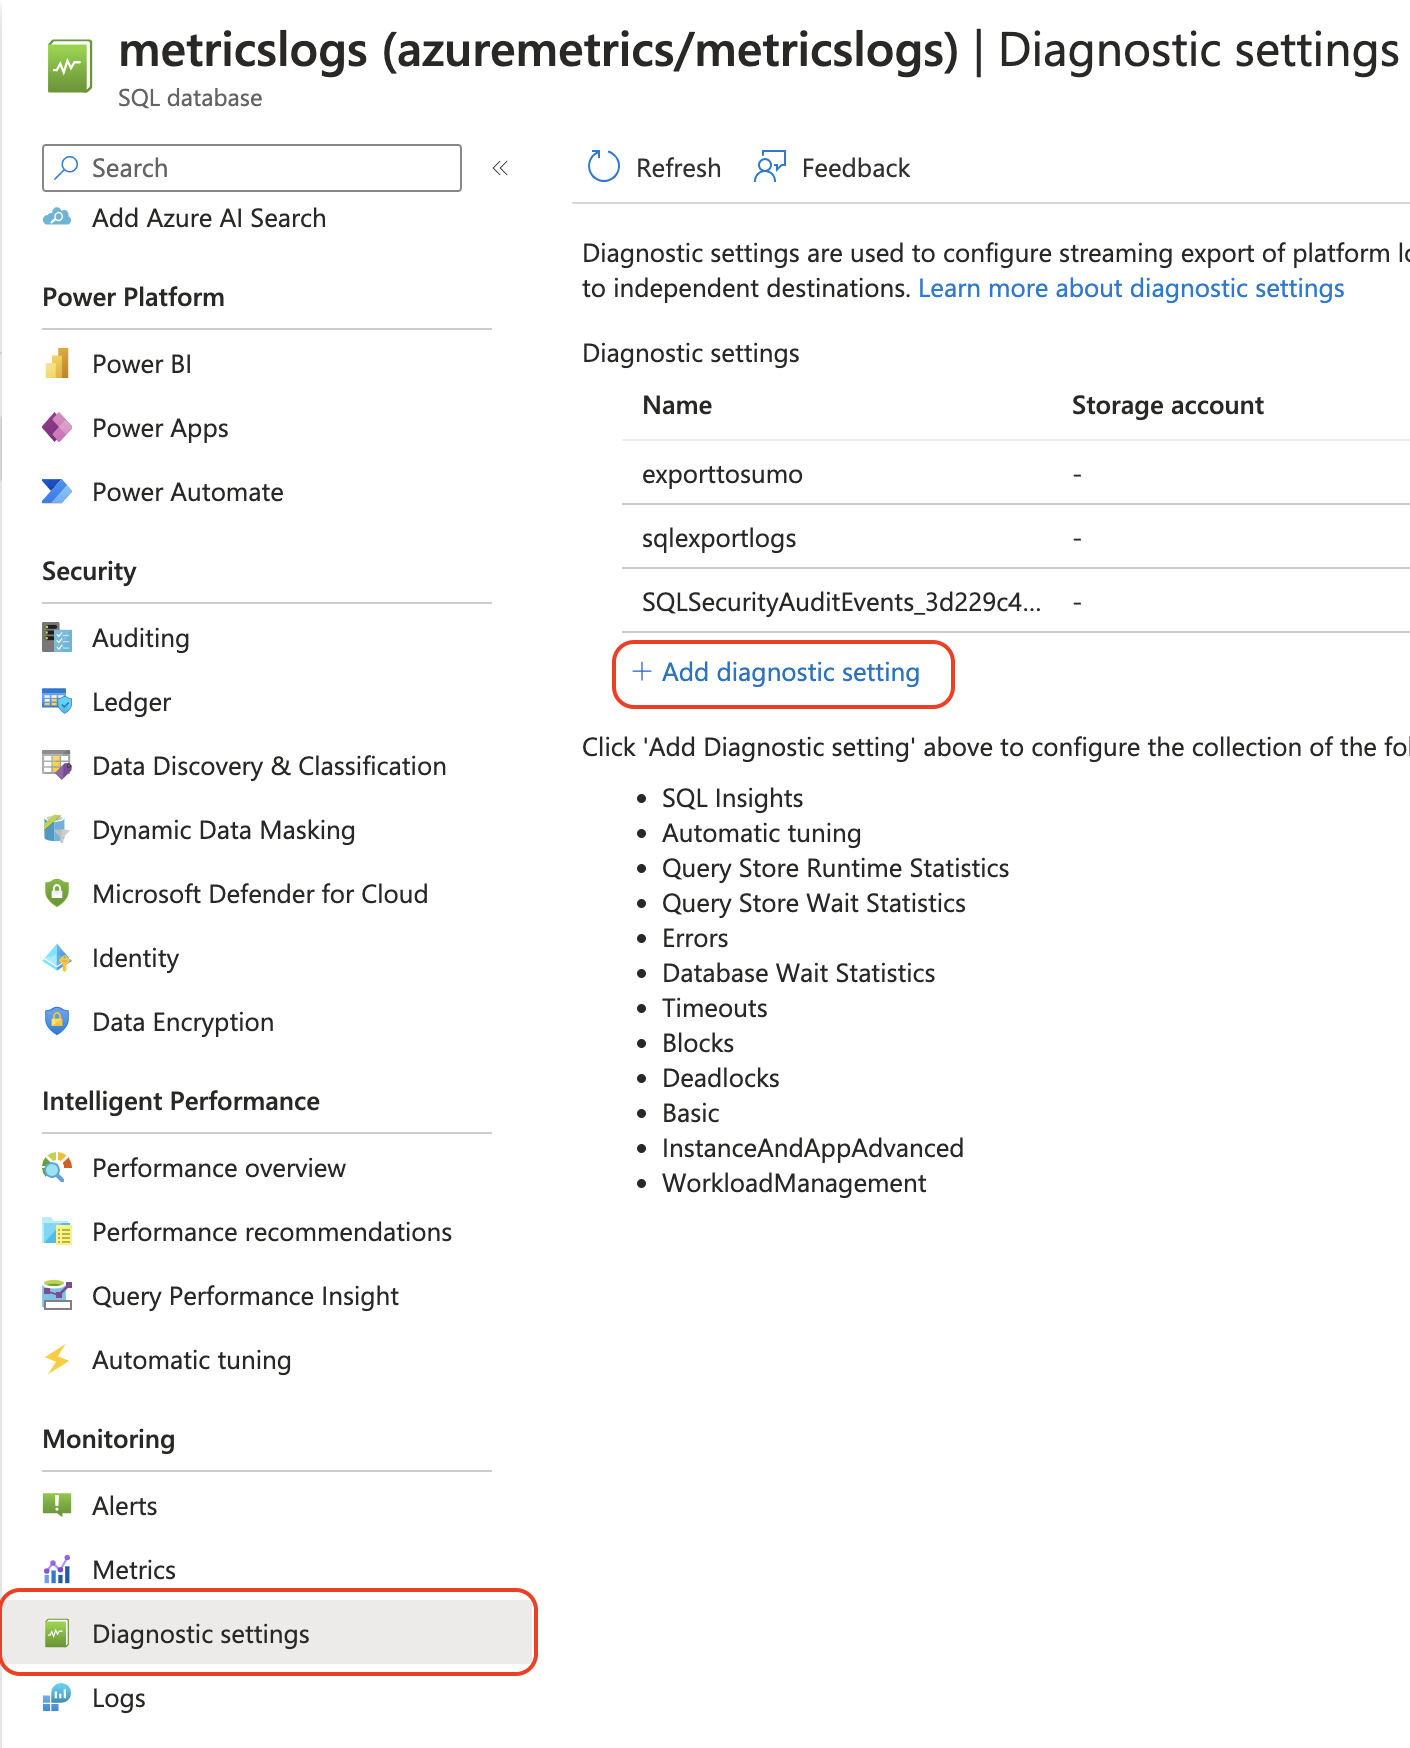 metricslogs (azuremetrics/metricslogs) | Diagnostic settings
SQL database
Search
«
Refresh
Feedback
Add Azure AI Search
Power Platform
Power BI
Power Apps
Power Automate
Security
Auditing
Ledger
Data Discovery & Classification
Dynamic Data Masking
Microsoft Defender for Cloud
Identity
Data Encryption
Intelligent Performance
Performance overview
Performance recommendations
Query Performance Insight
Automatic tuning
Monitoring
Alerts
Metrics
Diagnostic settings
Logs
Diagnostic settings are used to configure streaming export of platform
to independent destinations. Learn more about diagnostic settings
Diagnostic settings
Name Storage account
exporttosumo -
sqlexportlogs -
SQLSecurityAuditEvents_3d229c4... -
+ Add diagnostic setting
Click 'Add Diagnostic setting' above to configure the collection of the
• SQL Insights
• Automatic tuning
• Query Store Runtime Statistics
• Query Store Wait Statistics
• Errors
• Database Wait Statistics
• Timeouts
• Blocks
• Deadlocks
• Basic
• InstanceAndAppAdvanced
• WorkloadManagement